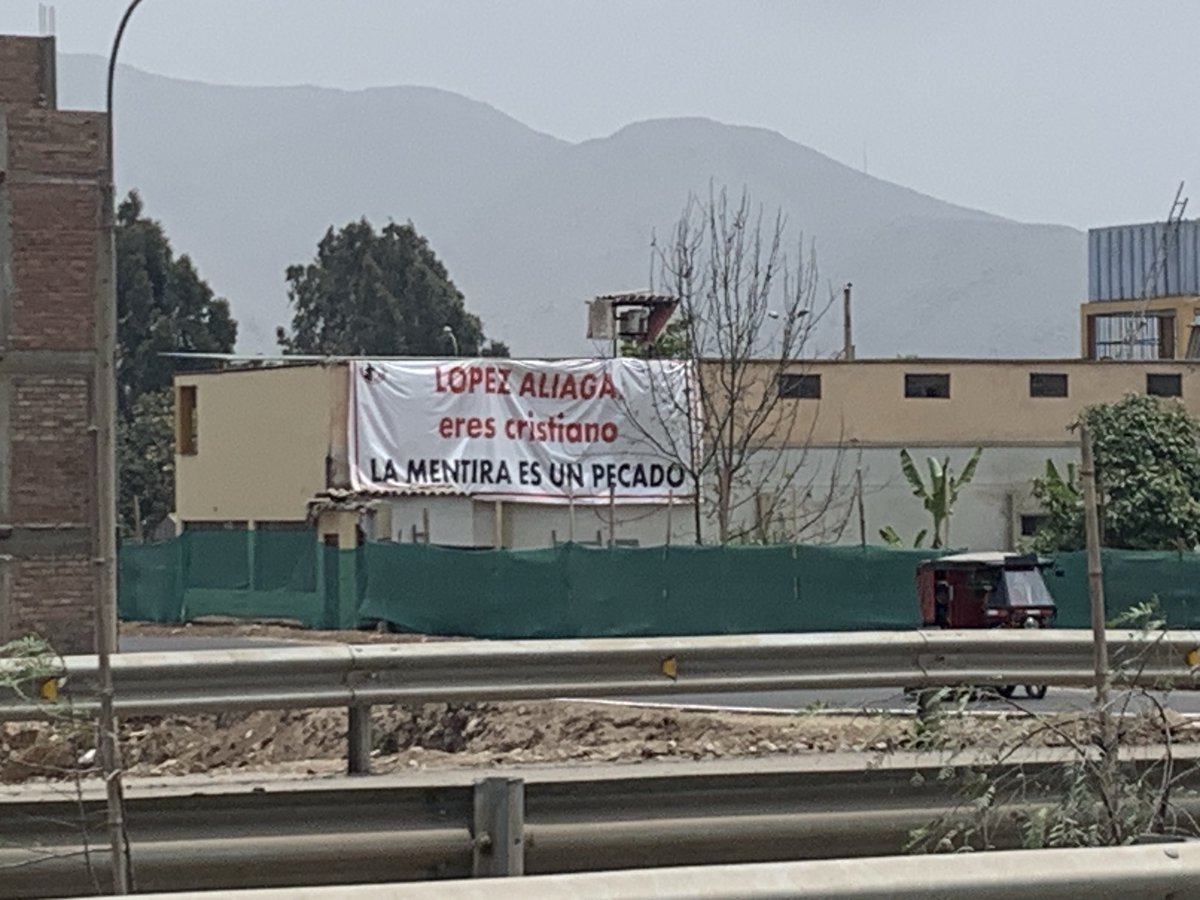 LOPEZ ALIAGA
eres cristiano
LA MENTIRA ES UN PECADO